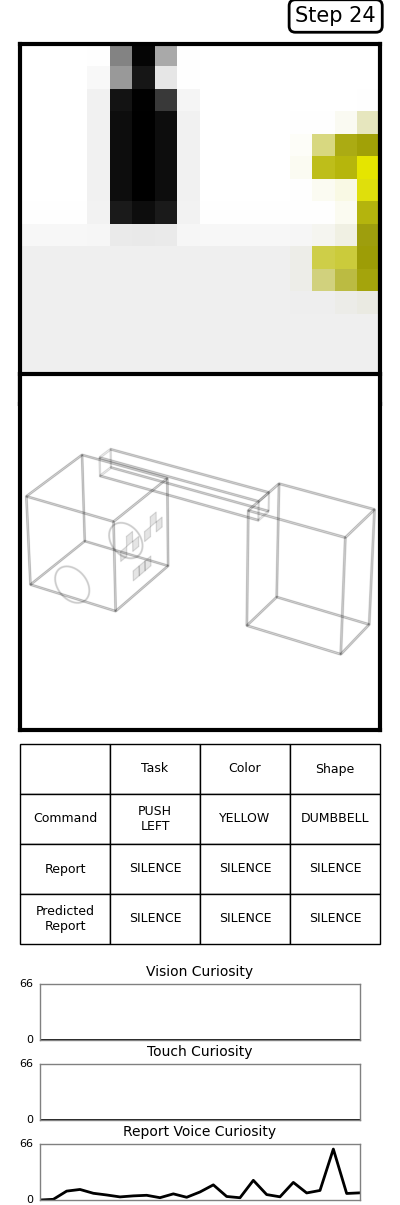 Step 24
Task Color Shape
Command PUSH LEFT YELLOW DUMBBELL
Report SILENCE SILENCE SILENCE
Predicted Report SILENCE SILENCE SILENCE
Vision Curiosity
66
0
Touch Curiosity
66
0
Report Voice Curiosity
66
0